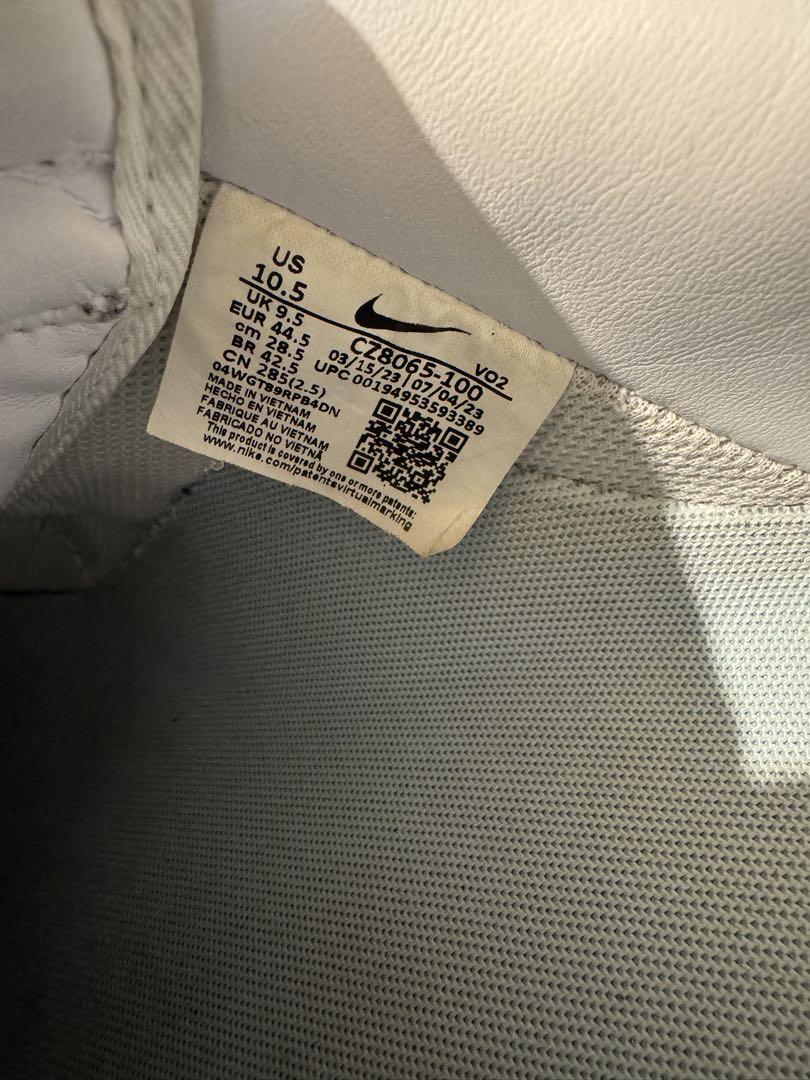 US
10.5
UK 9.5
EUR 44.5
cm 28.5
BR 42.5
CN 285(2.5)
04WGTB9RPB4DN
MADE IN VIETNAM
HECHO EN VIETNAM
FABRIQUE AU VIETNAM
FABRICADO NO VIETNÃ
This product is covered by one or more patents:
www.nike.com/patentsvirtualmarking
CZ8065-100
VO2
03/15/23 | 07/04/23
UPC 00194953593389